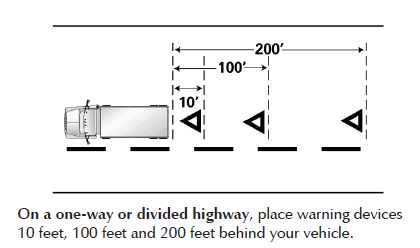 200'
100'
10'
On a one-way or divided highway, place warning devices
10 feet, 100 feet and 200 feet behind your vehicle.